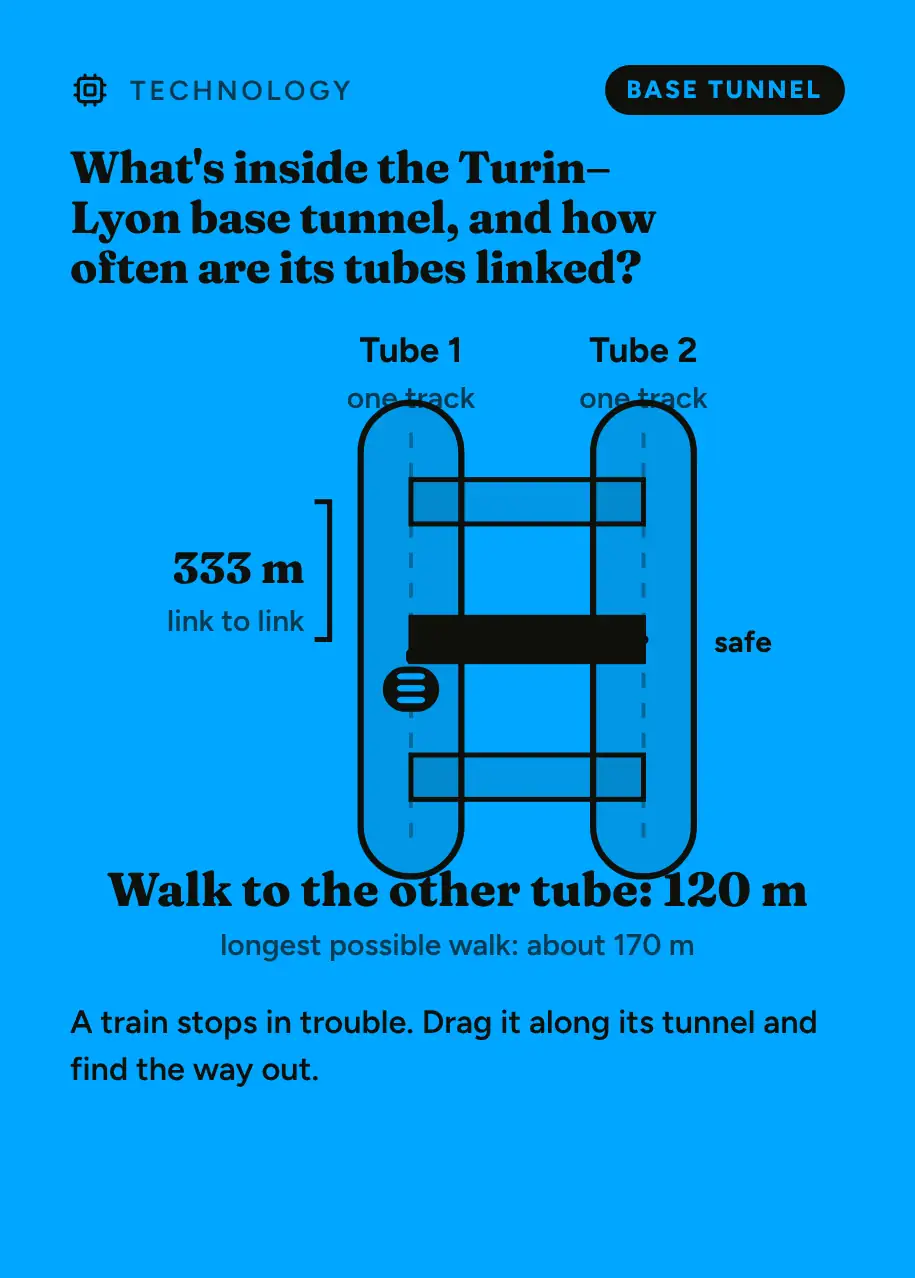 TECHNOLOGY
BASE TUNNEL
What's inside the Turin–
Lyon base tunnel, and how
often are its tubes linked?
Tube 1
Tube 2
one track
one track
333 m
link to link
safe
Walk to the other tube: 120 m
longest possible walk: about 170 m
A train stops in trouble. Drag it along its tunnel and
find the way out.